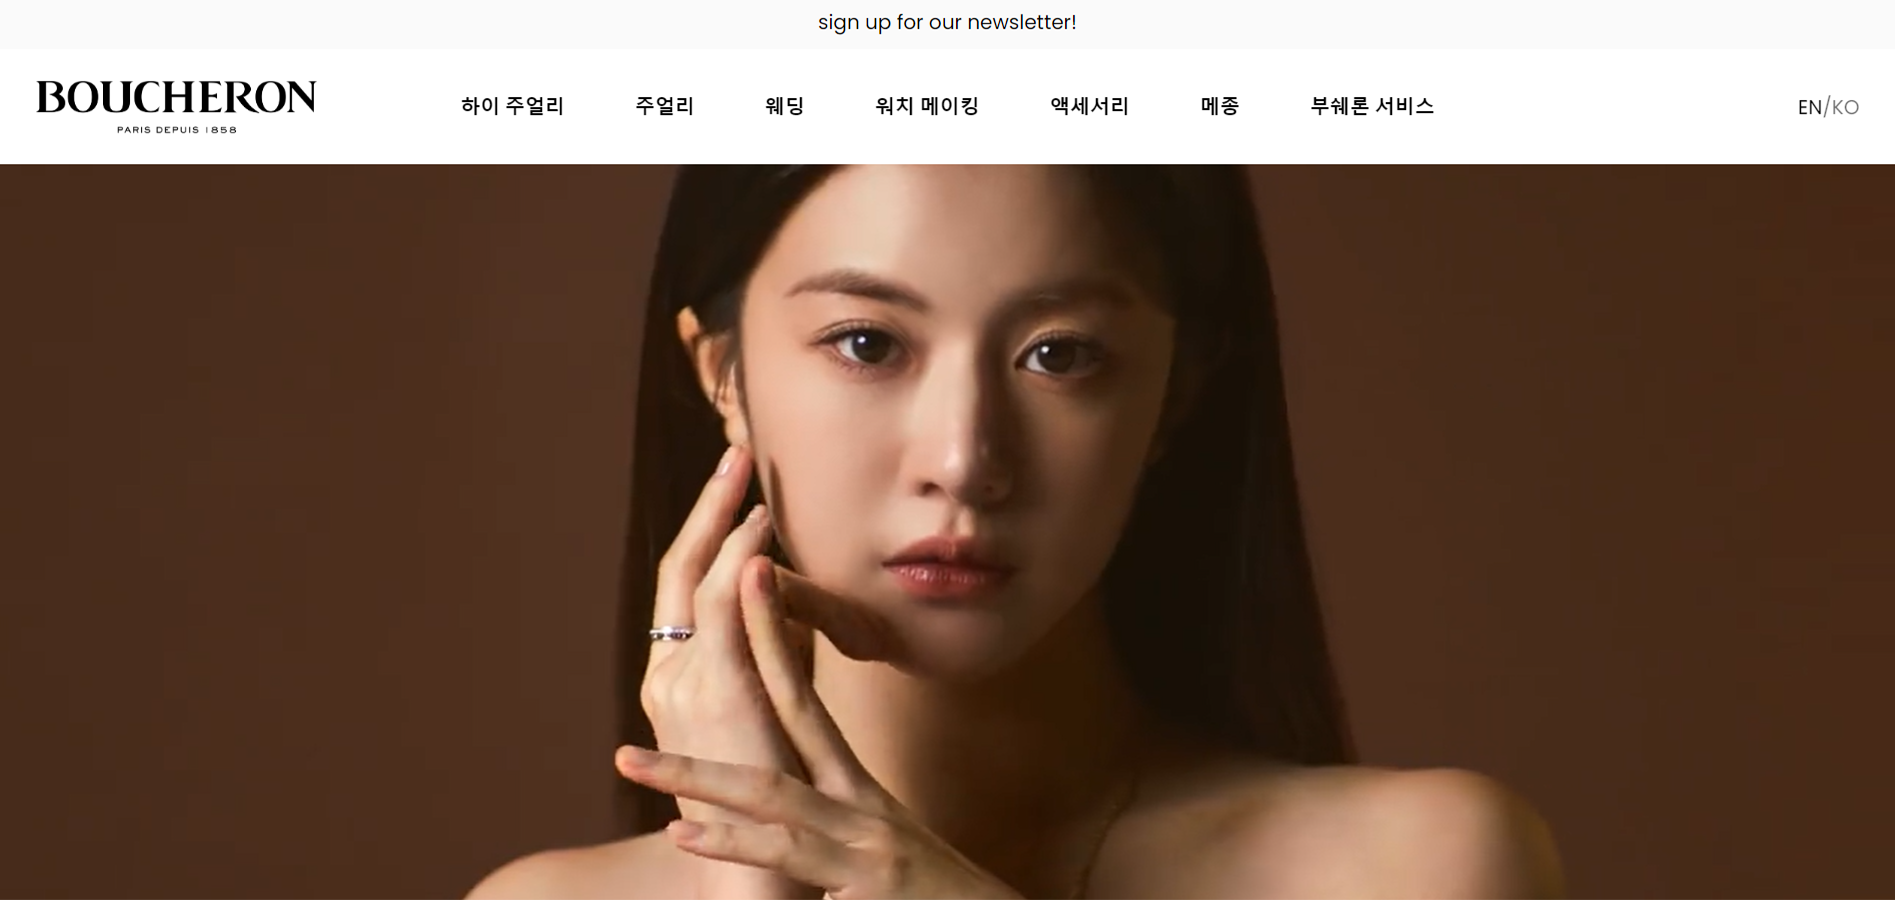 sign up for our newsletter!
BOUCHERON
PARIS DEPUIS 1858
하이 주얼리
주얼리
웨딩
워치 메이킹
액세서리
메종
부쉐론 서비스
EN/KO